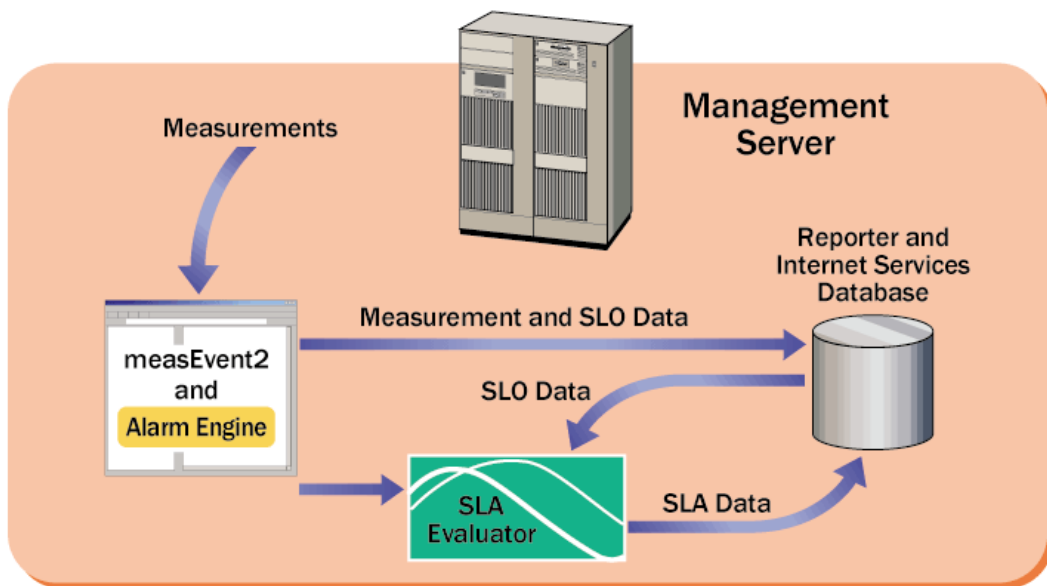 Management
Server
Measurements
Reporter and
Internet Services
Database
Measurement and SLO Data
measEvent2
and
Alarm Engine
SLO Data
SLA
Evaluator
SLA Data